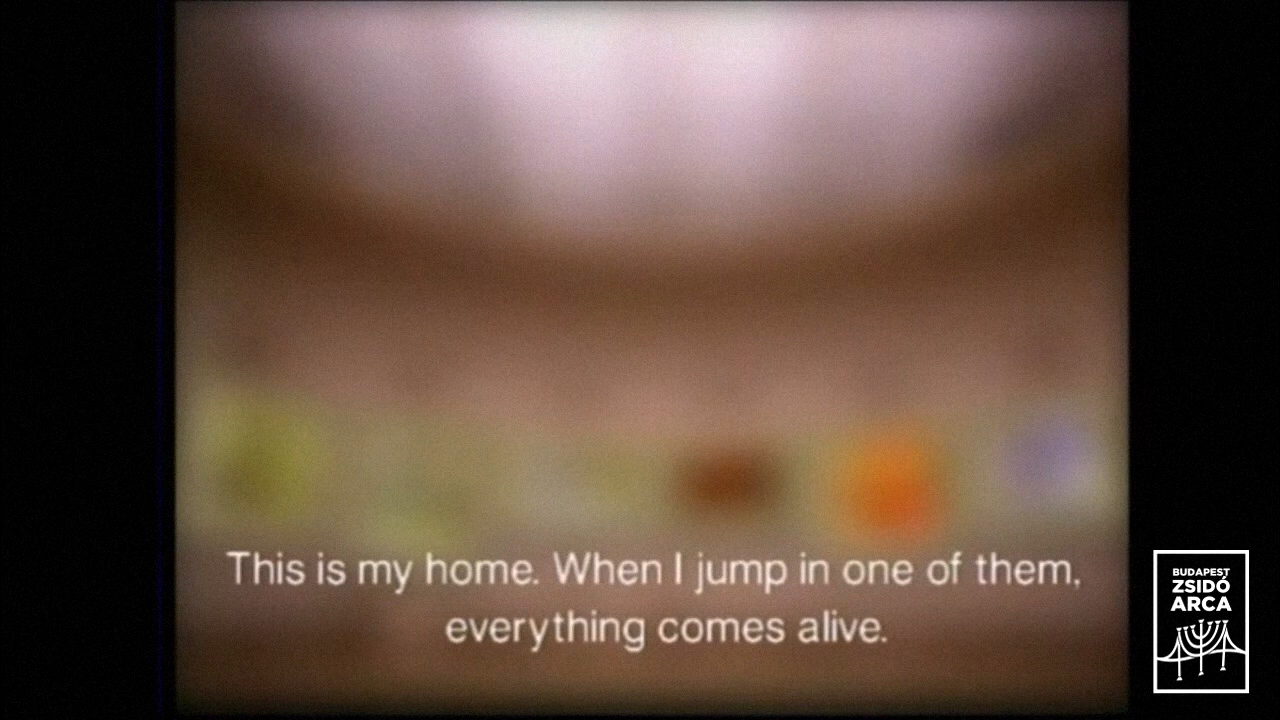 This is my home. When I jump in one of them,
everything comes alive.
BUDAPEST
ZSIDÓ
ARCA